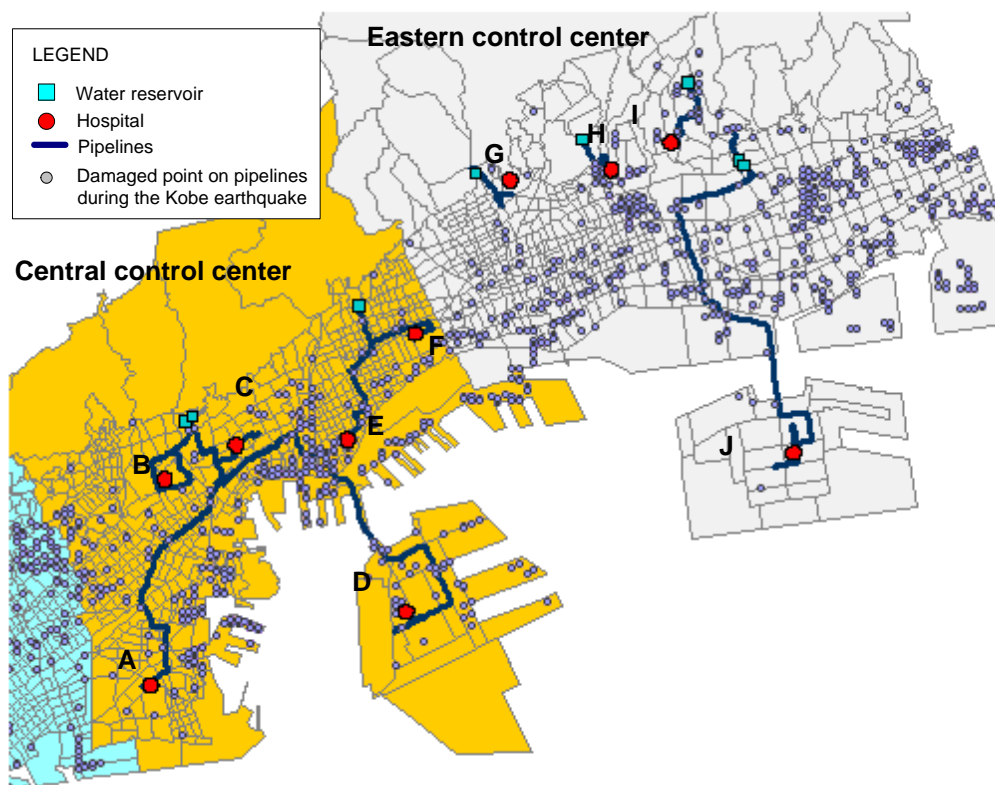 Eastern control center
LEGEND
Water reservoir
Hospital
Pipelines
Damaged point on pipelines
during the Kobe earthquake
I
H
G
Central control center
F
C
E
B
J
D
A